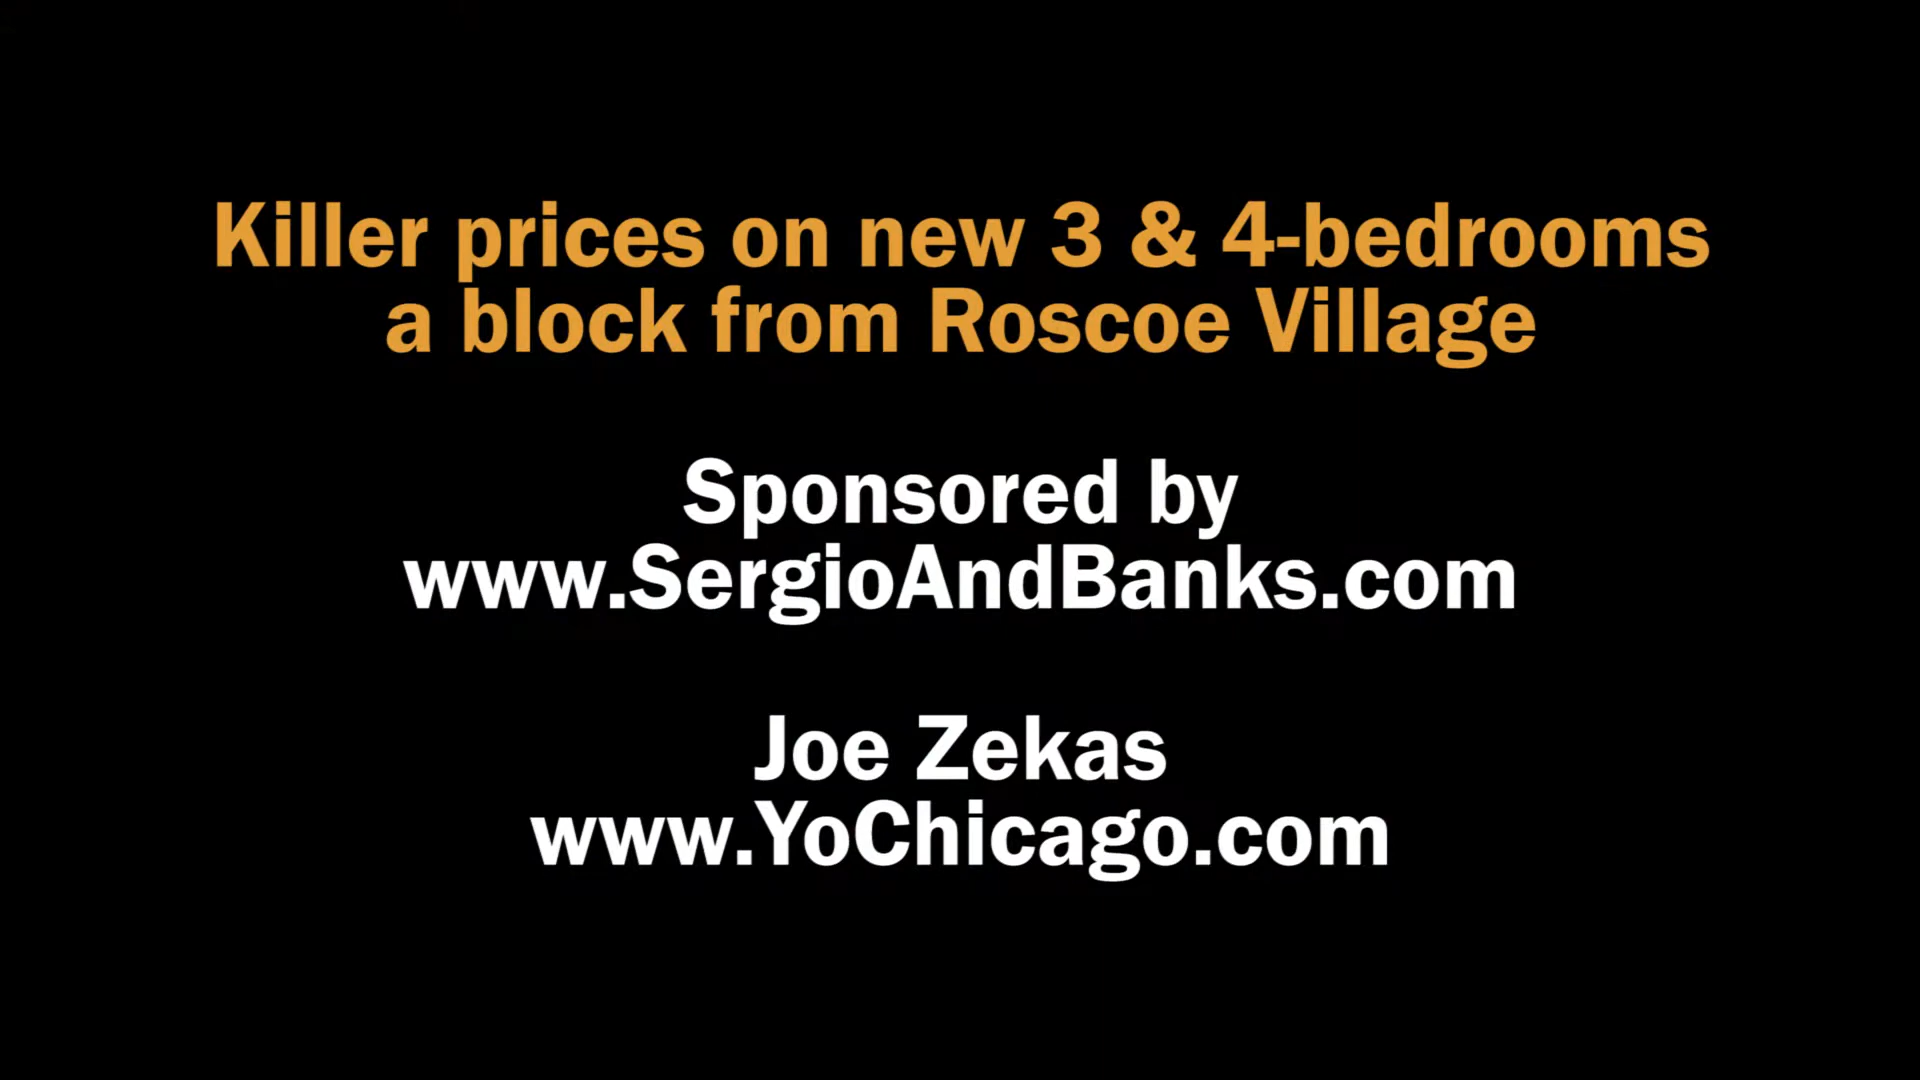 Killer prices on new 3 & 4-bedrooms
a block from Roscoe Village
Sponsored by
www.SergioAndBanks.com
Joe Zekas
www.YoChicago.com